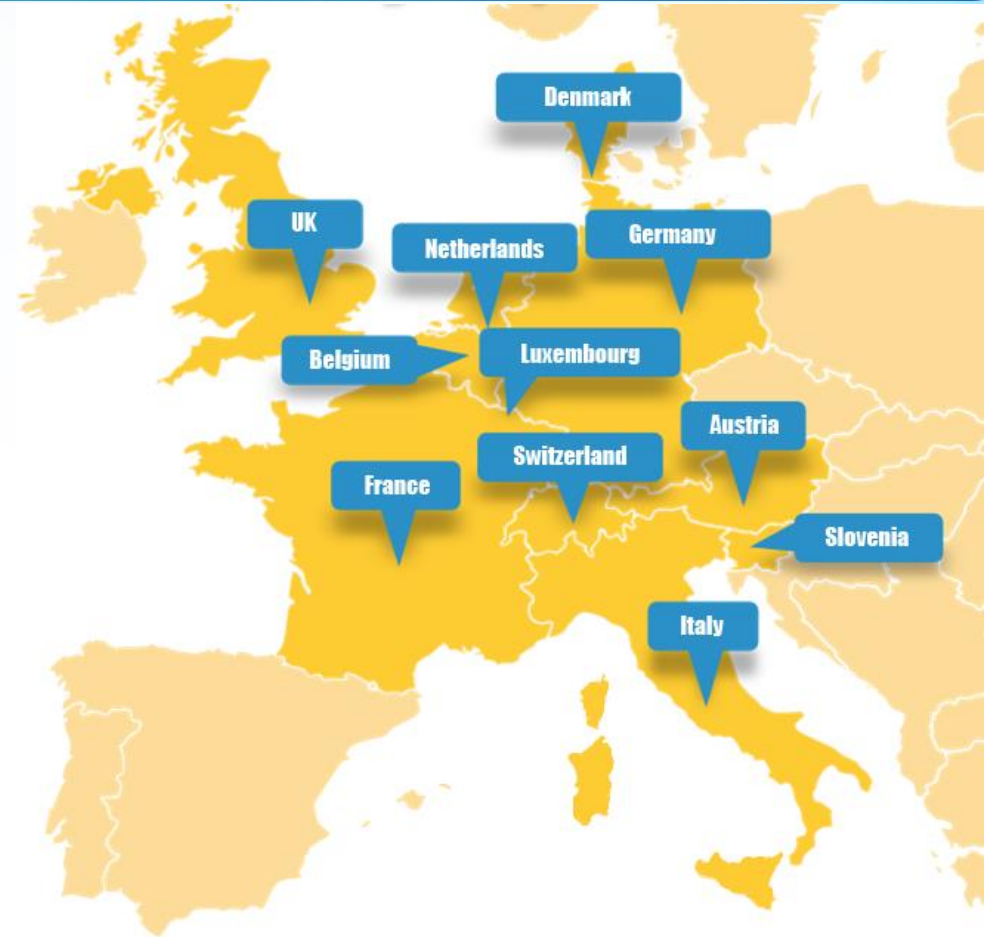 Denmark
UK
Germany
Netherlands
Luxembourg
Belgium
Austria
Switzerland
France
Slovenia
Italy